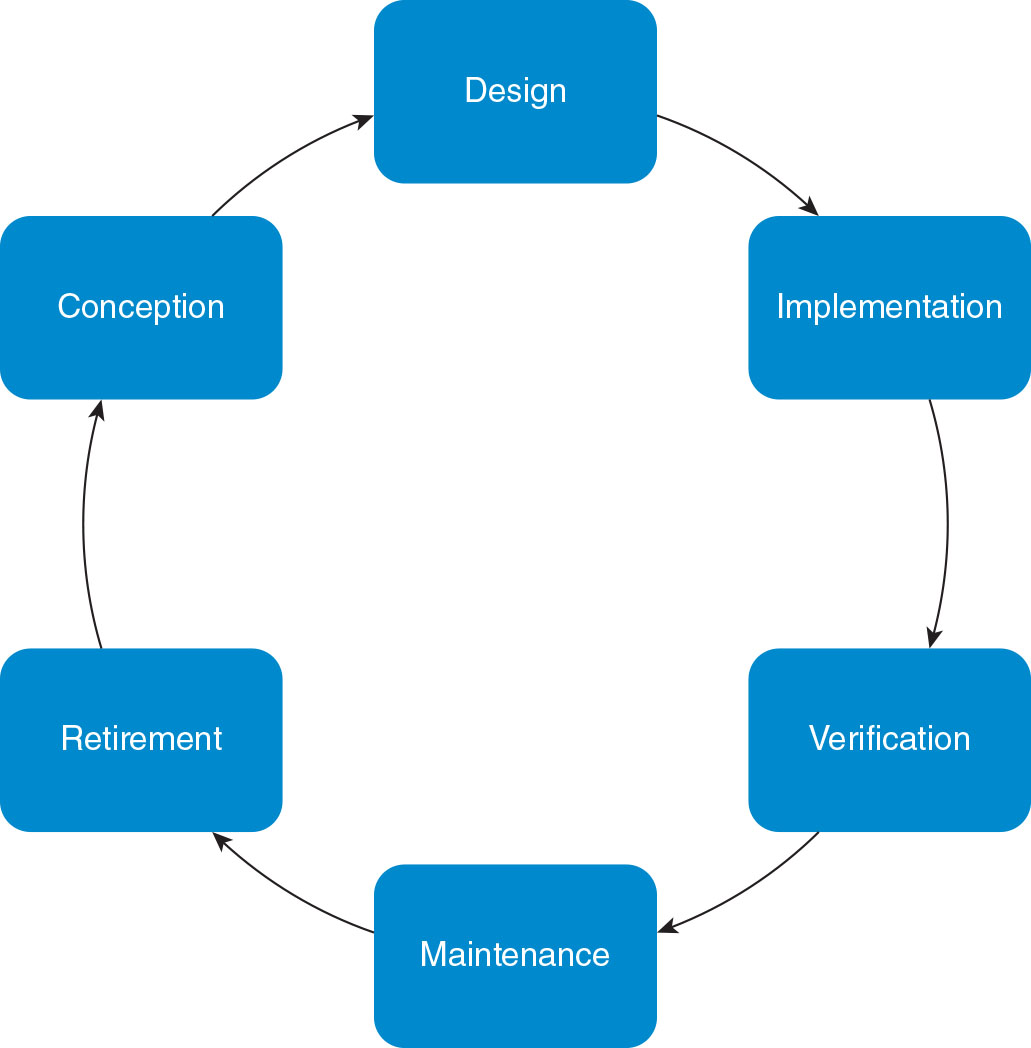 Design
Conception
Implementation
Retirement
Verification
Maintenance